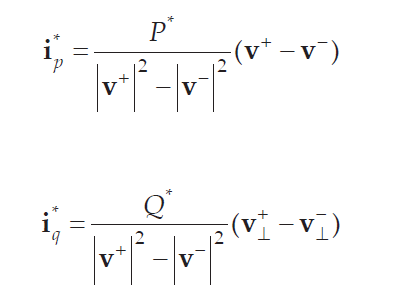 i*_p = P* / (|v⁺|² − |v⁻|²) (v⁺ − v⁻)
i*_q = Q* / (|v⁺|² − |v⁻|²) (v⁺_⊥ − v⁻_⊥)